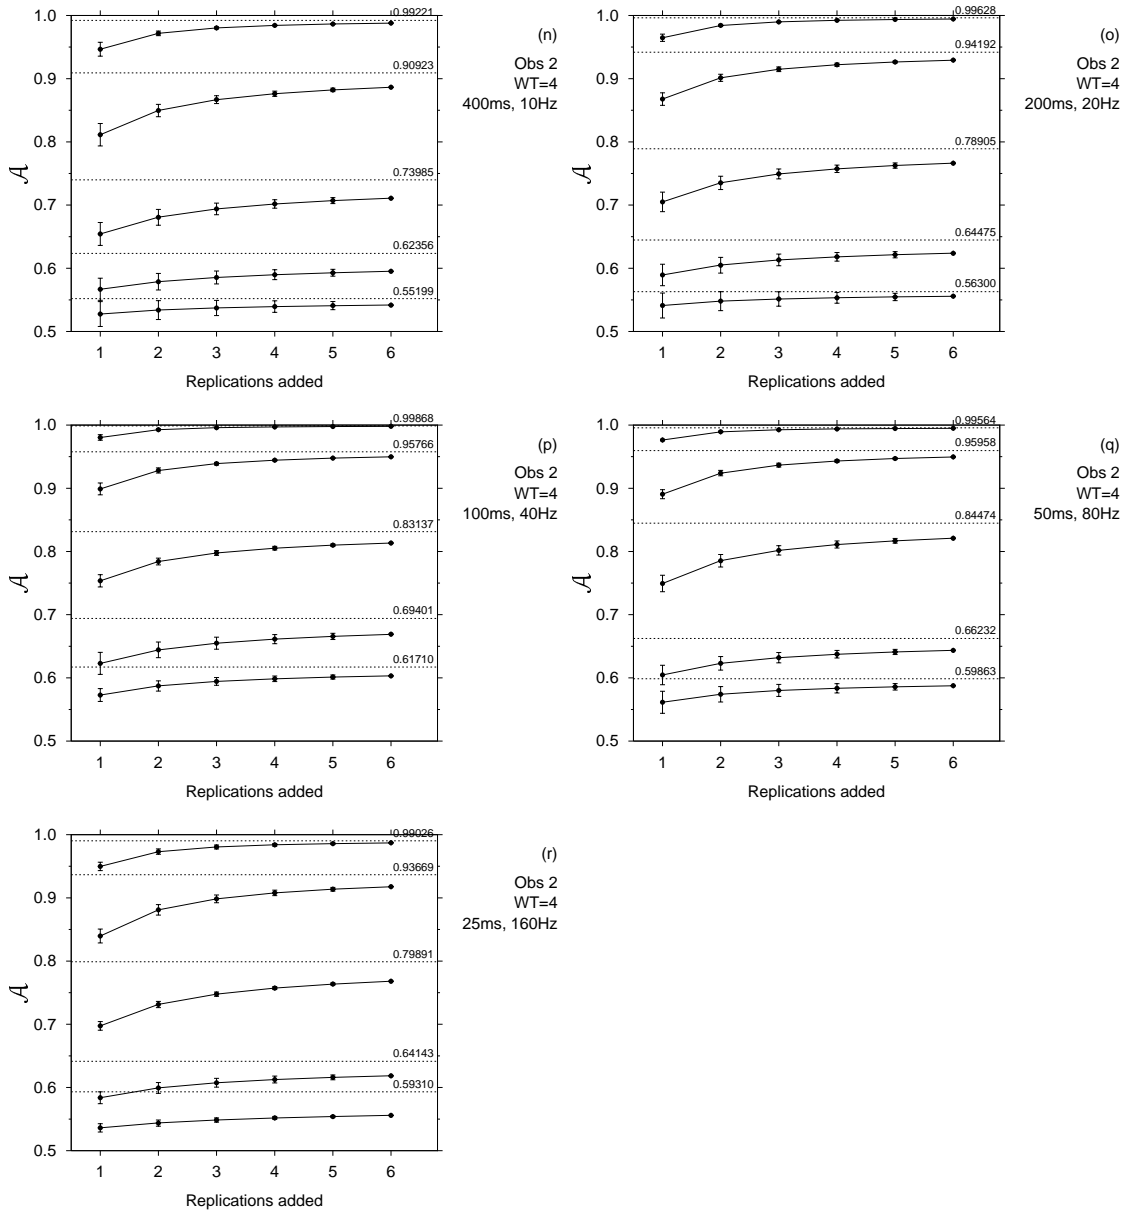 1.0
0.9
0.8
0.7
0.6
0.5
𝒜
0.99221
0.90923
0.73985
0.62356
0.55199
1 2 3 4 5 6
Replications added
(n)
Obs 2
WT=4
400ms, 10Hz
1.0
0.9
0.8
0.7
0.6
0.5
𝒜
0.99628
0.94192
0.78905
0.64475
0.56300
1 2 3 4 5 6
Replications added
(o)
Obs 2
WT=4
200ms, 20Hz
1.0
0.9
0.8
0.7
0.6
0.5
𝒜
0.99868
0.95766
0.83137
0.69401
0.61710
1 2 3 4 5 6
Replications added
(p)
Obs 2
WT=4
100ms, 40Hz
1.0
0.9
0.8
0.7
0.6
0.5
𝒜
0.99564
0.95958
0.84474
0.66232
0.59863
1 2 3 4 5 6
Replications added
(q)
Obs 2
WT=4
50ms, 80Hz
1.0
0.9
0.8
0.7
0.6
0.5
𝒜
0.99026
0.93669
0.79891
0.64143
0.59310
1 2 3 4 5 6
Replications added
(r)
Obs 2
WT=4
25ms, 160Hz